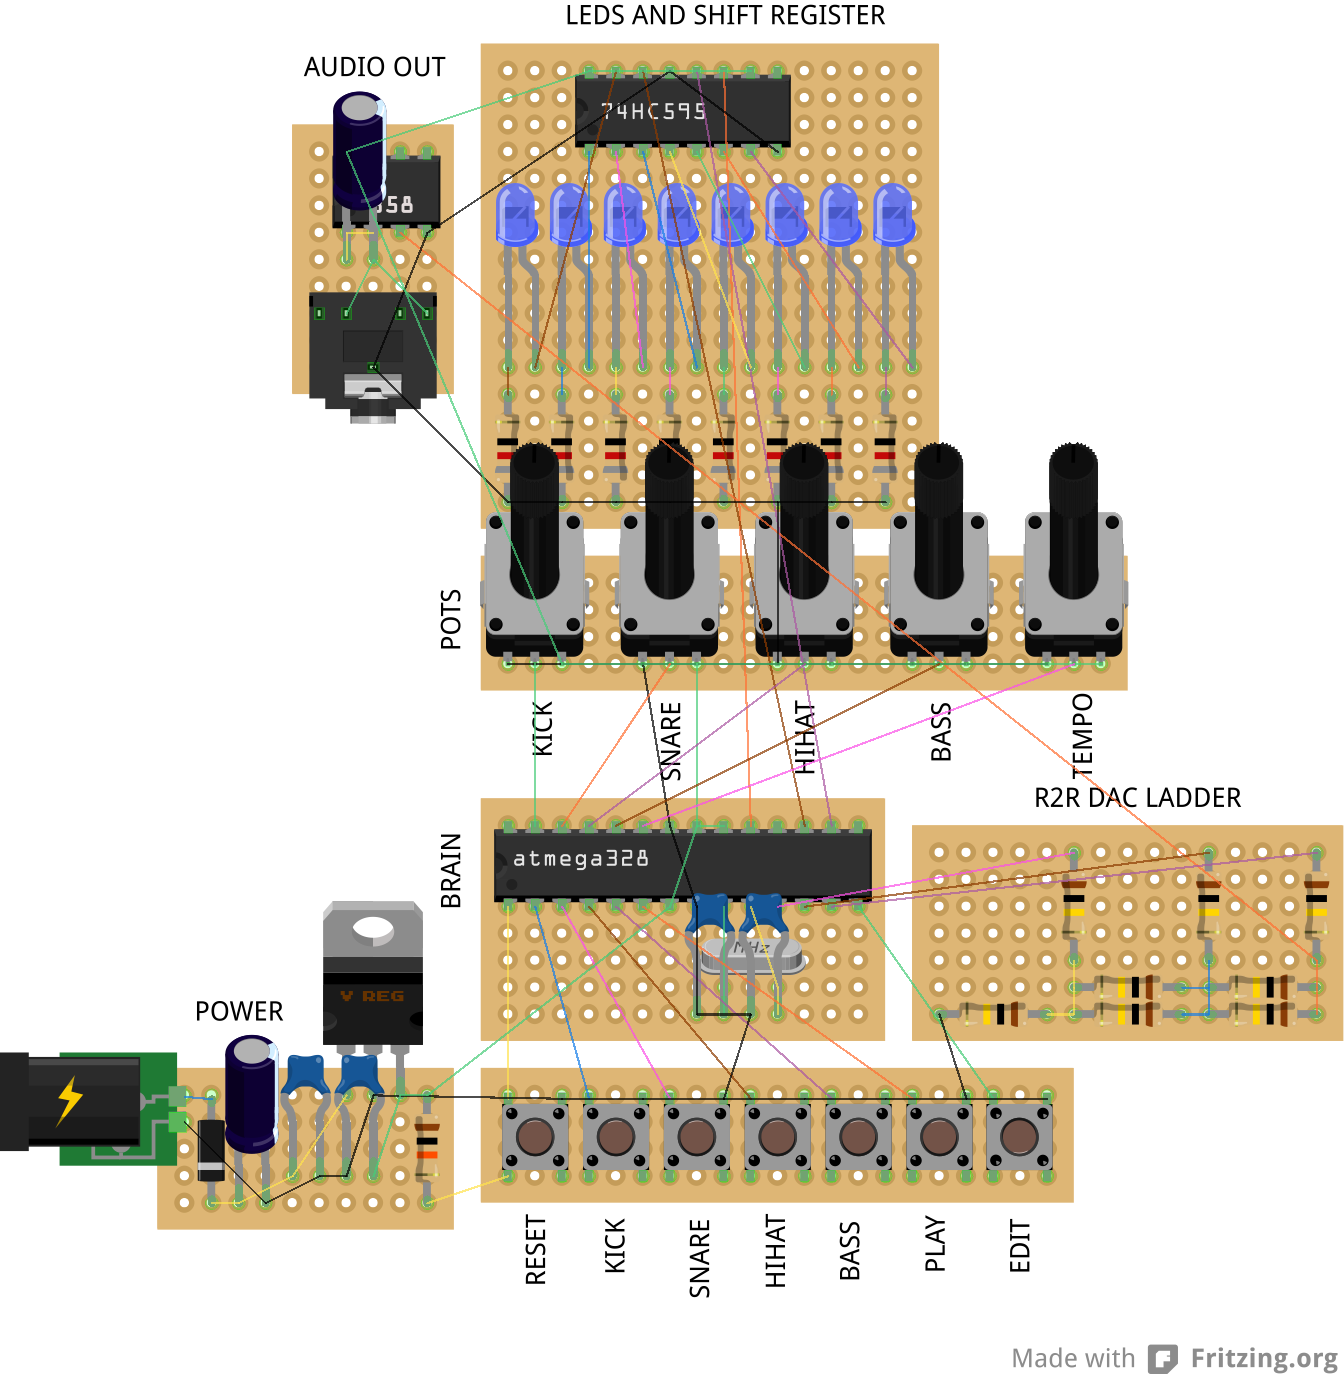 LEDS AND SHIFT REGISTER
AUDIO OUT
74HC595
358
POTS
KICK
SNARE
HIHAT
BASS
TEMPO
R2R DAC LADDER
BRAIN
atmega328
MHz
V REG
POWER
RESET
KICK
SNARE
HIHAT
BASS
PLAY
EDIT
Made with Fritzing.org